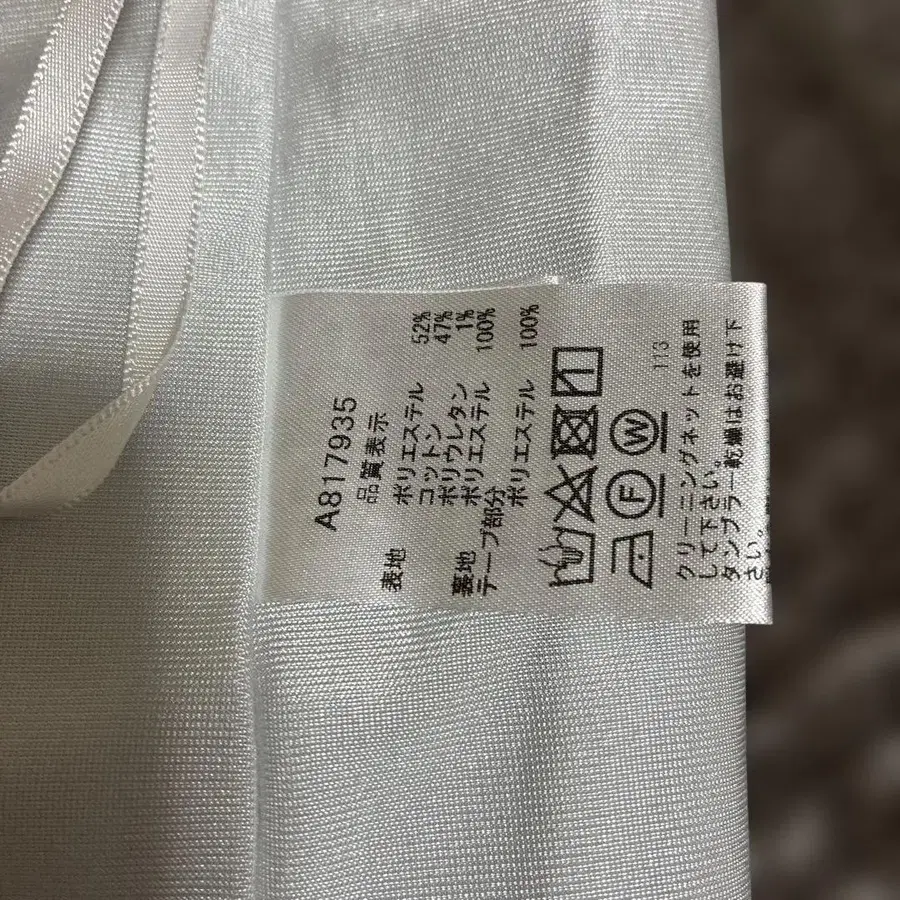 A817935
品質表示
表地 ポリエステル 52%
コットン 47%
ポリウレタン 1%
裏地 ポリエステル 100%
テープ部分
ポリエステル 100%
F W
113
クリーニングネットを使用
して下さい。
タンブラー乾燥はお避け下
さい。